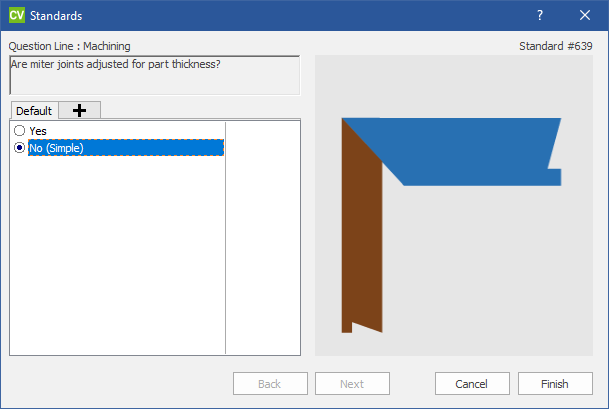 CV Standards ?
Question Line : Machining Standard #639
Are miter joints adjusted for part thickness?
Default
Yes
No (Simple)
Back Next Cancel Finish